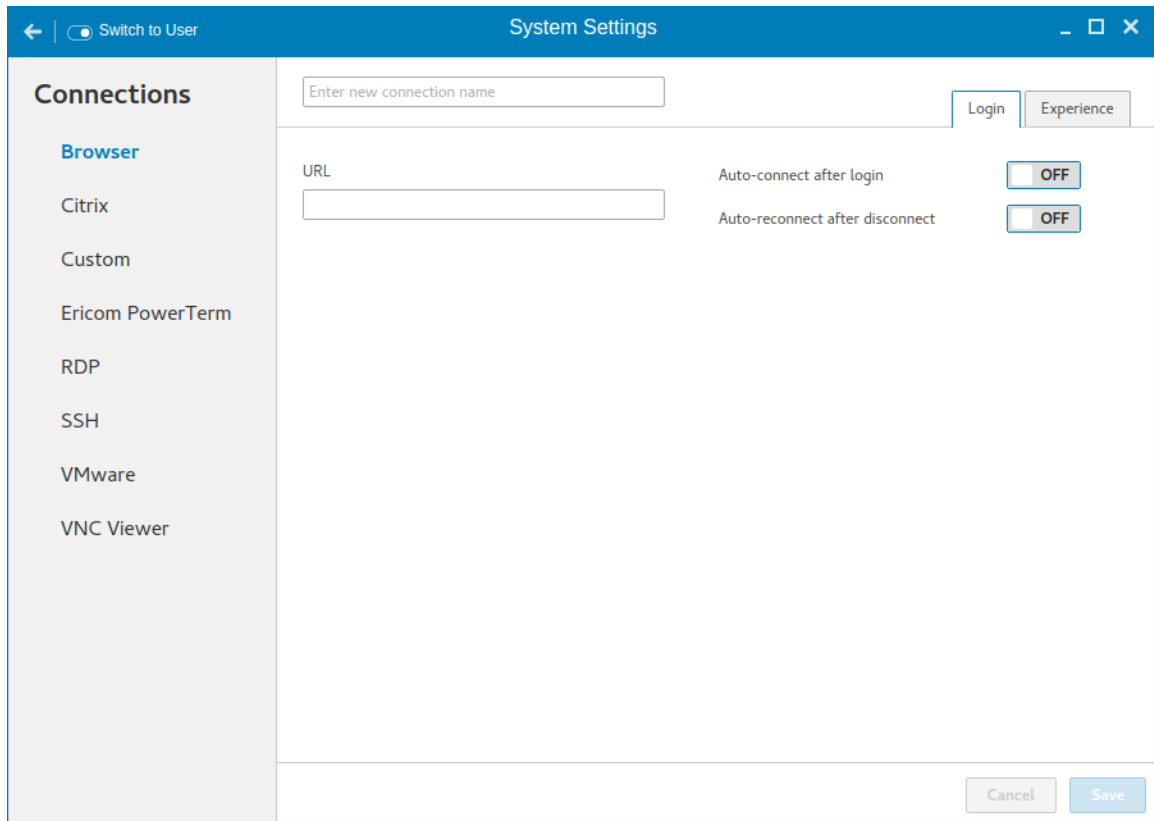 Switch to User
System Settings
Connections
Browser
Citrix
Custom
Ericom PowerTerm
RDP
SSH
VMware
VNC Viewer
Enter new connection name
Login
Experience
URL
Auto-connect after login
OFF
Auto-reconnect after disconnect
OFF
Cancel
Save